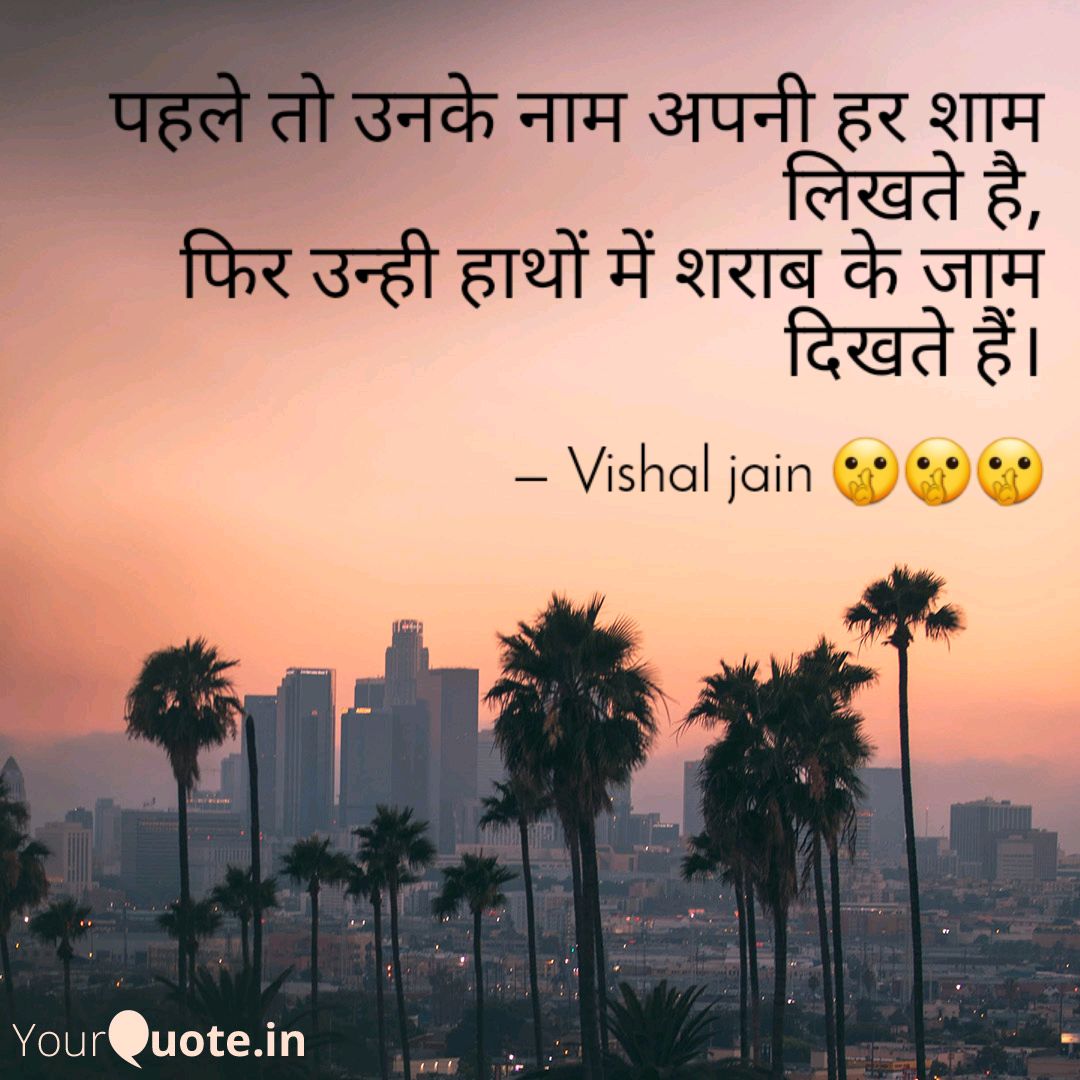 पहले तो उनके नाम अपनी हर शाम
लिखते है,
फिर उन्ही हाथों में शराब के जाम
दिखते हैं।
– Vishal jain 🤫🤫🤫
YourQuote.in